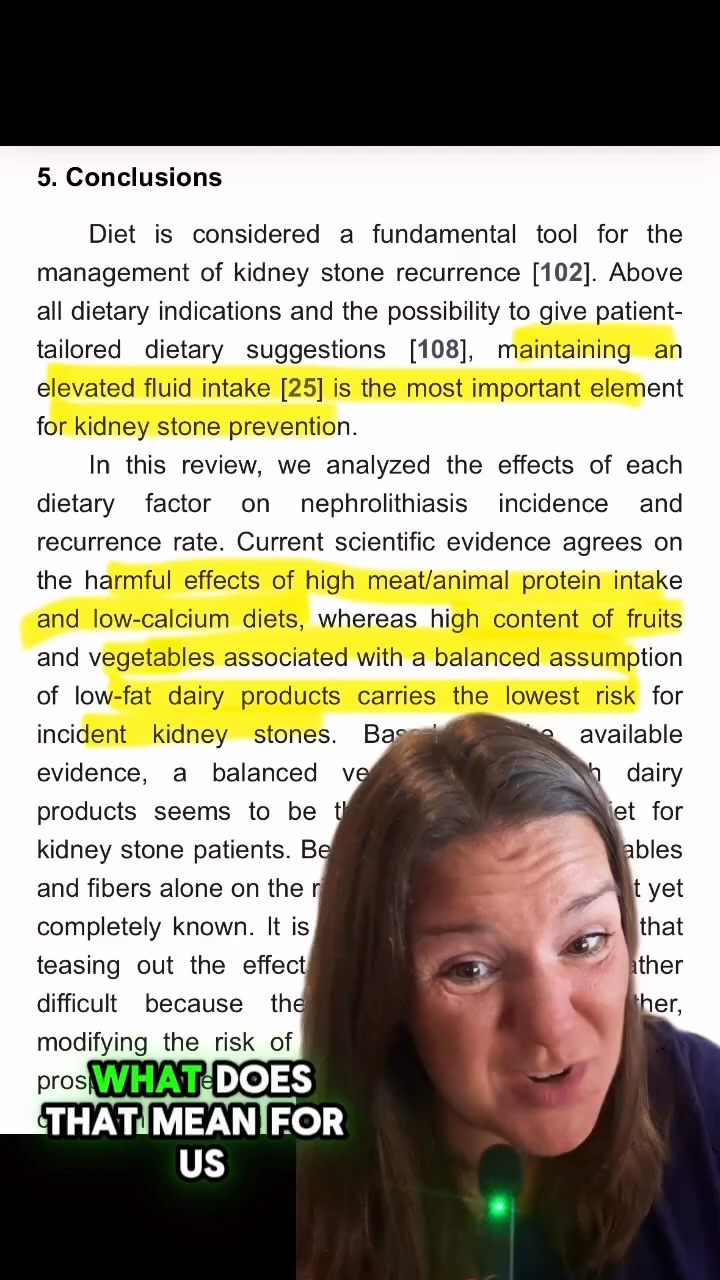 5. Conclusions
Diet is considered a fundamental tool for the
management of kidney stone recurrence [102]. Above
all dietary indications and the possibility to give patient-
tailored dietary suggestions [108], maintaining an
elevated fluid intake [25] is the most important element
for kidney stone prevention.
In this review, we analyzed the effects of each
dietary factor on nephrolithiasis incidence and
recurrence rate. Current scientific evidence agrees on
the harmful effects of high meat/animal protein intake
and low-calcium diets, whereas high content of fruits
and vegetables associated with a balanced assumption
of low-fat dairy products carries the lowest risk for
incident kidney stones. available
evidence, a balanced dairy
products seems to be for
kidney stone patients.
and fibers alone on the yet
completely known. It is that
teasing out the effect
difficult because
modifying the risk of
WHAT DOES
THAT MEAN FOR
US